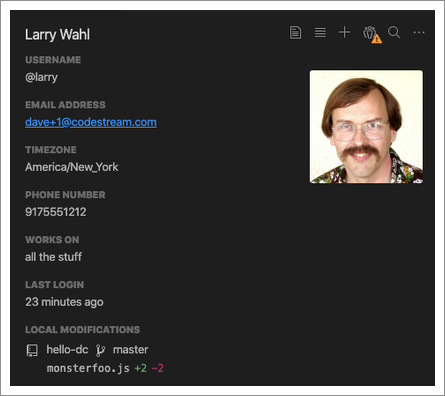 Larry Wahl
USERNAME
@larry
EMAIL ADDRESS
dave+1@codestream.com
TIMEZONE
America/New_York
PHONE NUMBER
9175551212
WORKS ON
all the stuff
LAST LOGIN
23 minutes ago
LOCAL MODIFICATIONS
hello-dc master
monsterfoo.js +2 −2